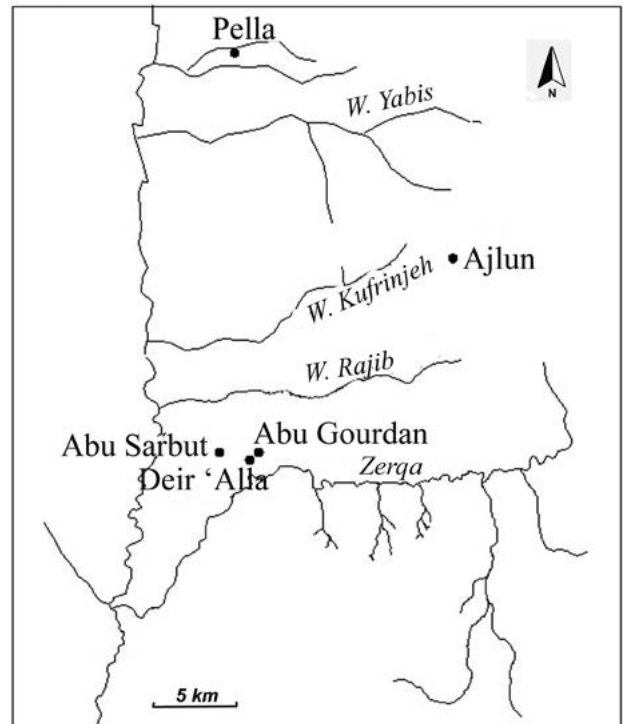 Pella
N
W. Yabis
Ajlun
W. Kufrinjeh
W. Rajib
Abu Sarbut
Abu Gourdan
Deir ‘Alla
Zerqa
5 km